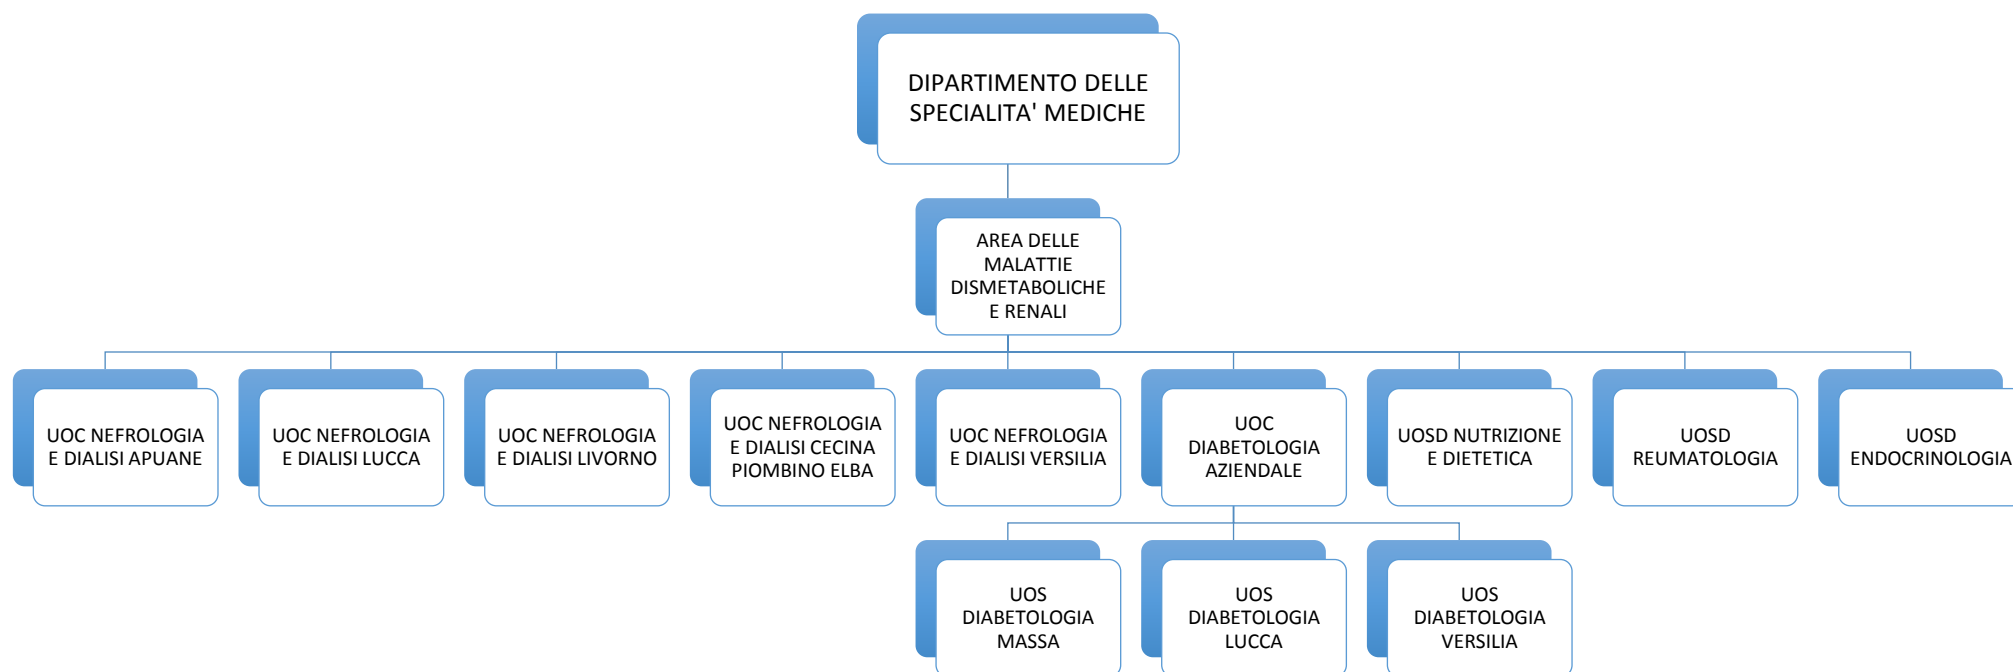 DIPARTIMENTO DELLE
SPECIALITA' MEDICHE
AREA DELLE
MALATTIE
DISMETABOLICHE
E RENALI
UOC NEFROLOGIA
E DIALISI APUANE
UOC NEFROLOGIA
E DIALISI LUCCA
UOC NEFROLOGIA
E DIALISI LIVORNO
UOC NEFROLOGIA
E DIALISI CECINA
PIOMBINO ELBA
UOC NEFROLOGIA
E DIALISI VERSILIA
UOC
DIABETOLOGIA
AZIENDALE
UOSD NUTRIZIONE
E DIETETICA
UOSD
REUMATOLOGIA
UOSD
ENDOCRINOLOGIA
UOS
DIABETOLOGIA
MASSA
UOS
DIABETOLOGIA
LUCCA
UOS
DIABETOLOGIA
VERSILIA